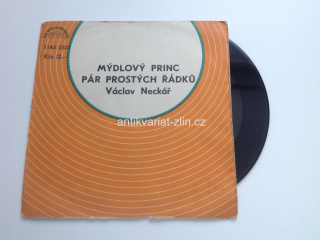 MÝDLOVÝ PRINC
PÁR PROSTÝCH ŘÁDKŮ
Václav Neckář
antikvariat-zlin.cz